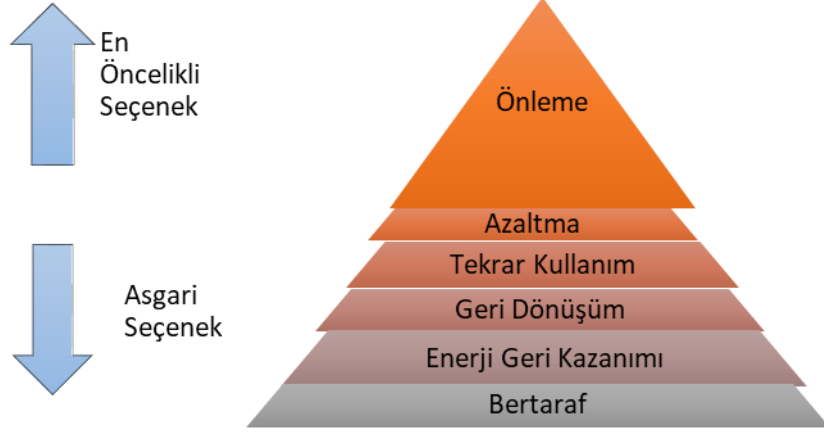 En
Öncelikli
Seçenek
Asgari
Seçenek
Önleme
Azaltma
Tekrar Kullanım
Geri Dönüşüm
Enerji Geri Kazanımı
Bertaraf